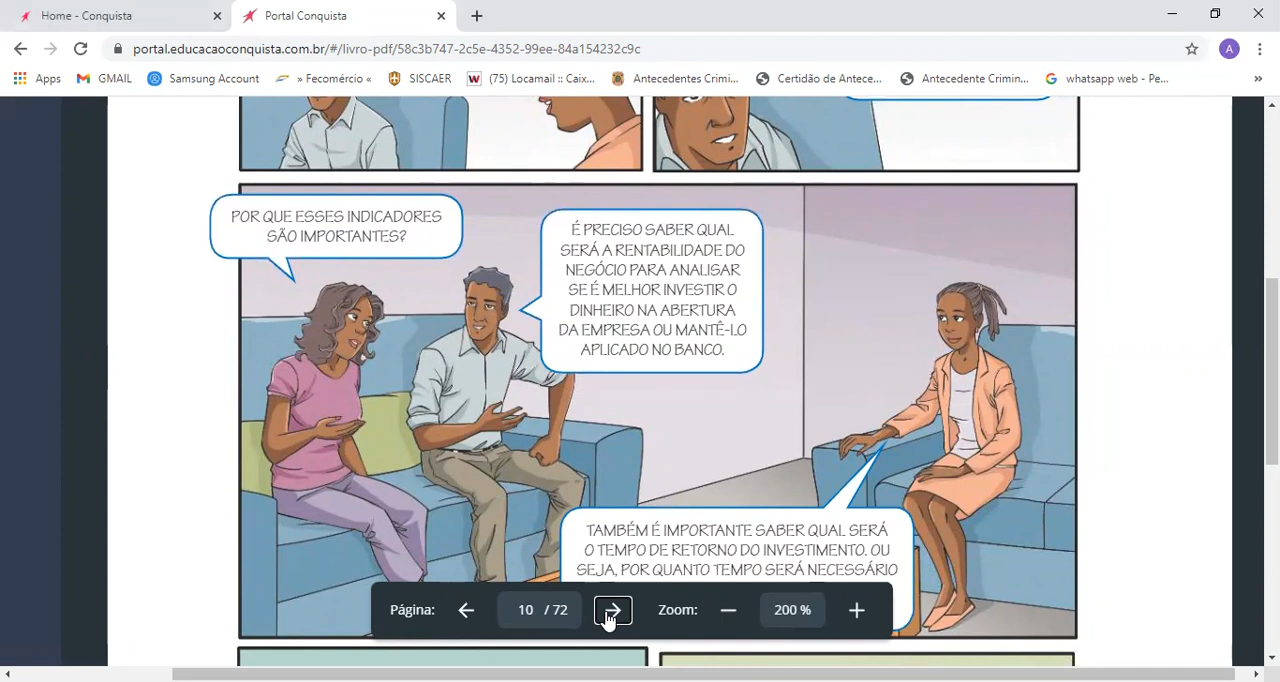 Home - Conquista
Portal Conquista
portal.educacaoconquista.com.br/#/livro-pdf/58c3b747-2c5e-4352-99ee-84a154232c9c
A
Apps
GMAIL
Samsung Account
» Fecomércio «
SISCAER
(75) Locamail :: Caix...
Antecedentes Crimi...
Certidão de Antece...
Antecedente Crimin...
whatsapp web - Pe...
POR QUE ESSES INDICADORES
SÃO IMPORTANTES?
É PRECISO SABER QUAL
SERÁ A RENTABILIDADE DO
NEGÓCIO PARA ANALISAR
SE É MELHOR INVESTIR O
DINHEIRO NA ABERTURA
DA EMPRESA OU MANTÊ-LO
APLICADO NO BANCO.
TAMBÉM É IMPORTANTE SABER QUAL SERÁ
O TEMPO DE RETORNO DO INVESTIMENTO. OU
SEJA, POR QUANTO TEMPO SERÁ NECESSÁRIO
Página: 10 / 72 Zoom: 200 %